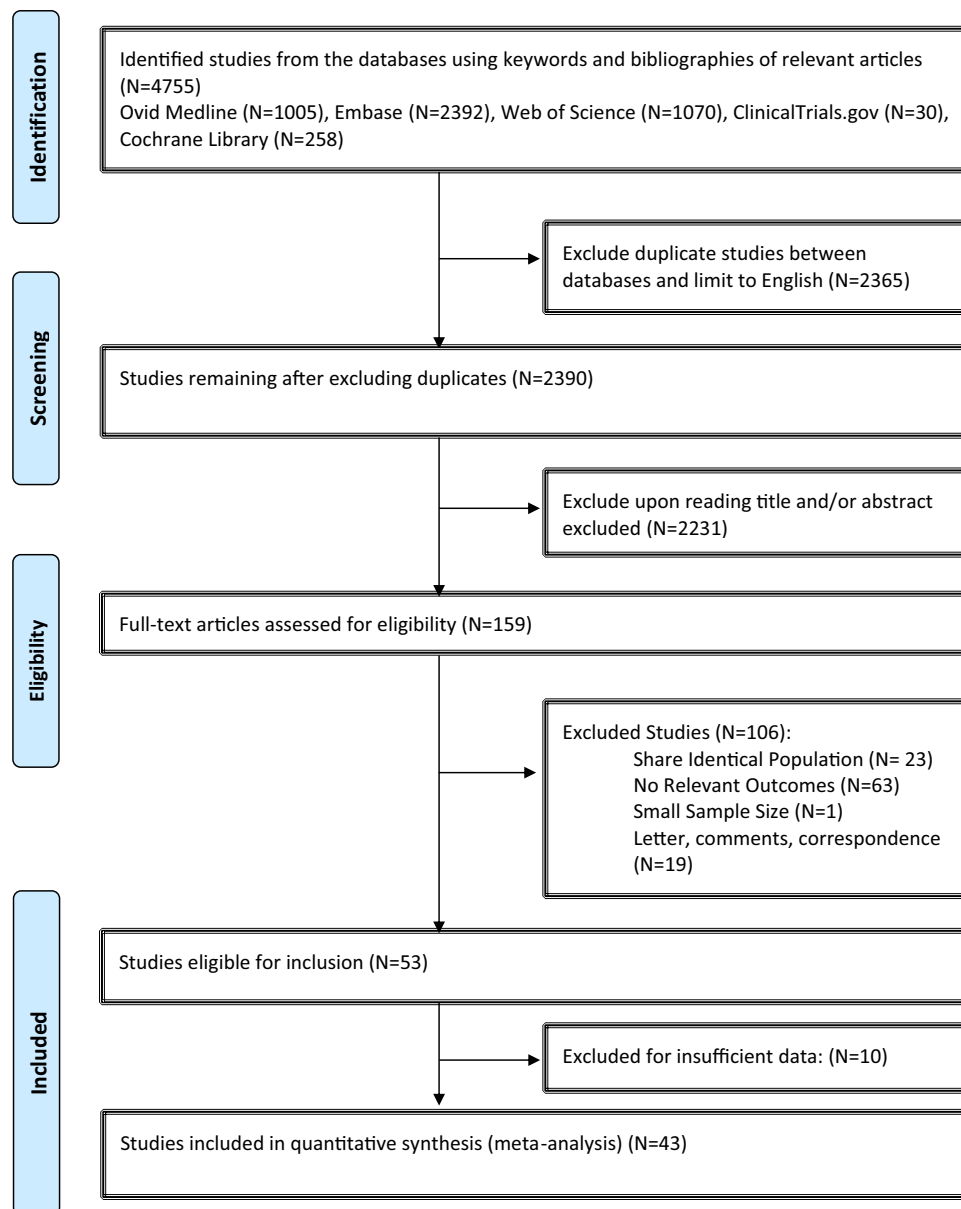 Identification
Identified studies from the databases using keywords and bibliographies of relevant articles
(N=4755)
Ovid Medline (N=1005), Embase (N=2392), Web of Science (N=1070), ClinicalTrials.gov (N=30),
Cochrane Library (N=258)
Exclude duplicate studies between
databases and limit to English (N=2365)
Screening
Studies remaining after excluding duplicates (N=2390)
Exclude upon reading title and/or abstract
excluded (N=2231)
Eligibility
Full-text articles assessed for eligibility (N=159)
Excluded Studies (N=106):
Share Identical Population (N= 23)
No Relevant Outcomes (N=63)
Small Sample Size (N=1)
Letter, comments, correspondence
(N=19)
Included
Studies eligible for inclusion (N=53)
Excluded for insufficient data: (N=10)
Studies included in quantitative synthesis (meta-analysis) (N=43)